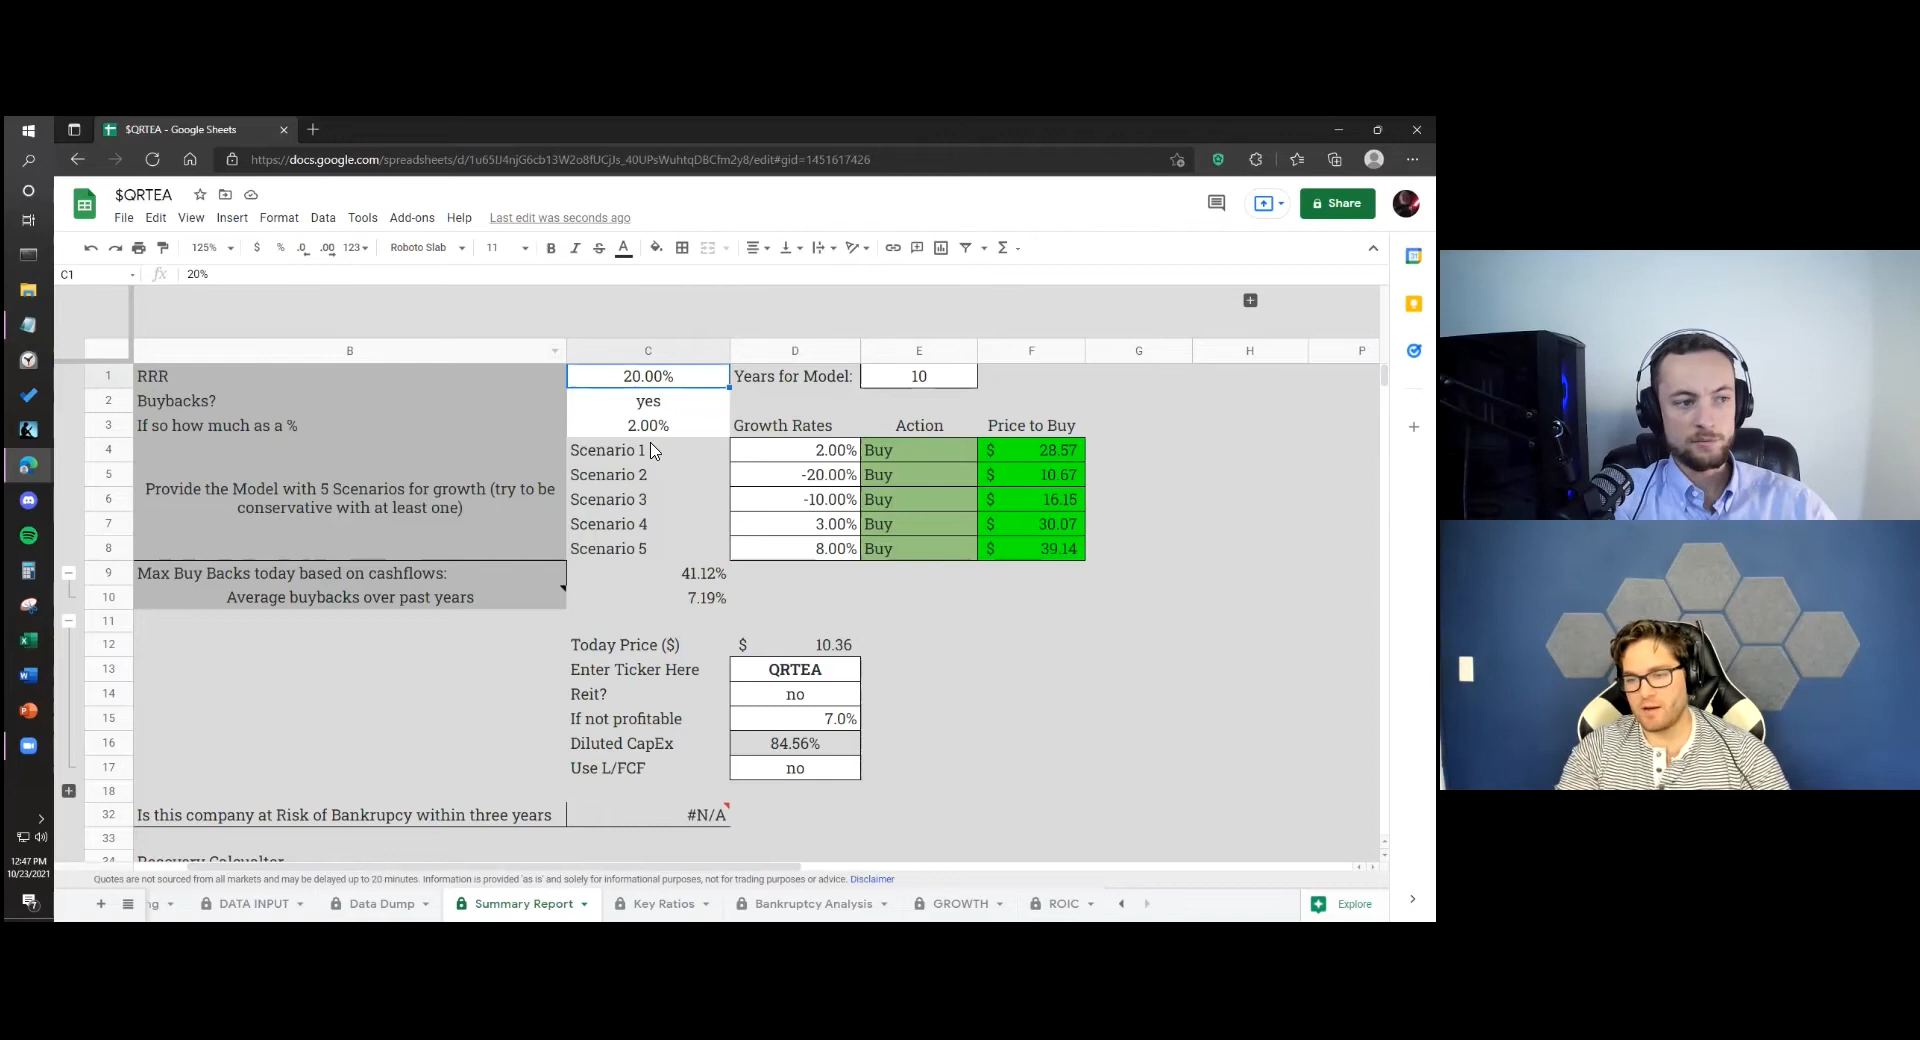 $QRTEA - Google Sheets
https://docs.google.com/spreadsheets/d/1u65IJ4njG6cb13W2o8fUCjJs_40UPsWuhtqDBCfm2y8/edit#gid=1451617426
$QRTEA
File Edit View Insert Format Data Tools Add-ons Help Last edit was seconds ago
Share
125% $ % .0 .00 123 Roboto Slab 11 B I S A
C1 fx 20%
B C D E F G H P
1 RRR 20.00% Years for Model: 10
2 Buybacks? yes
3 If so how much as a % 2.00% Growth Rates Action Price to Buy
4 Scenario 1 2.00% Buy $ 28.57
5 Scenario 2 -20.00% Buy $ 10.67
Provide the Model with 5 Scenarios for growth (try to be
6 Scenario 3 -10.00% Buy $ 16.15
conservative with at least one)
7 Scenario 4 3.00% Buy $ 30.07
8 Scenario 5 8.00% Buy $ 39.14
9 Max Buy Backs today based on cashflows: 41.12%
10 Average buybacks over past years 7.19%
11
12 Today Price ($) $ 10.36
13 Enter Ticker Here QRTEA
14 Reit? no
15 If not profitable 7.0%
16 Diluted CapEx 84.56%
17 Use L/FCF no
18
32 Is this company at Risk of Bankrupcy within three years #N/A
33
34 Recovery Calcualter
12:47 PM
10/23/2021
Quotes are not sourced from all markets and may be delayed up to 20 minutes. Information is provided 'as is' and solely for informational purposes, not for trading purposes or advice. Disclaimer
ng DATA INPUT Data Dump Summary Report Key Ratios Bankruptcy Analysis GROWTH ROIC Explore